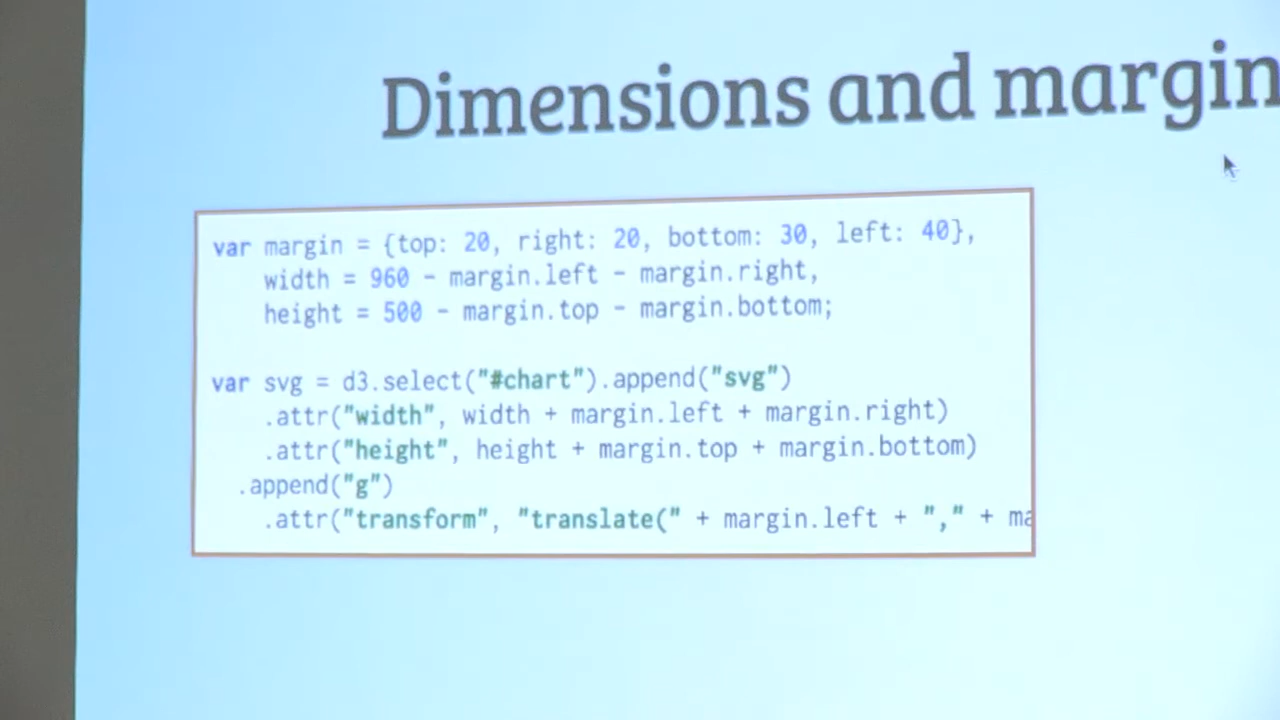 Dimensions and margin
var margin = {top: 20, right: 20, bottom: 30, left: 40},
width = 960 - margin.left - margin.right,
height = 500 - margin.top - margin.bottom;
var svg = d3.select("#chart").append("svg")
.attr("width", width + margin.left + margin.right)
.attr("height", height + margin.top + margin.bottom)
.append("g")
.attr("transform", "translate(" + margin.left + "," + ma